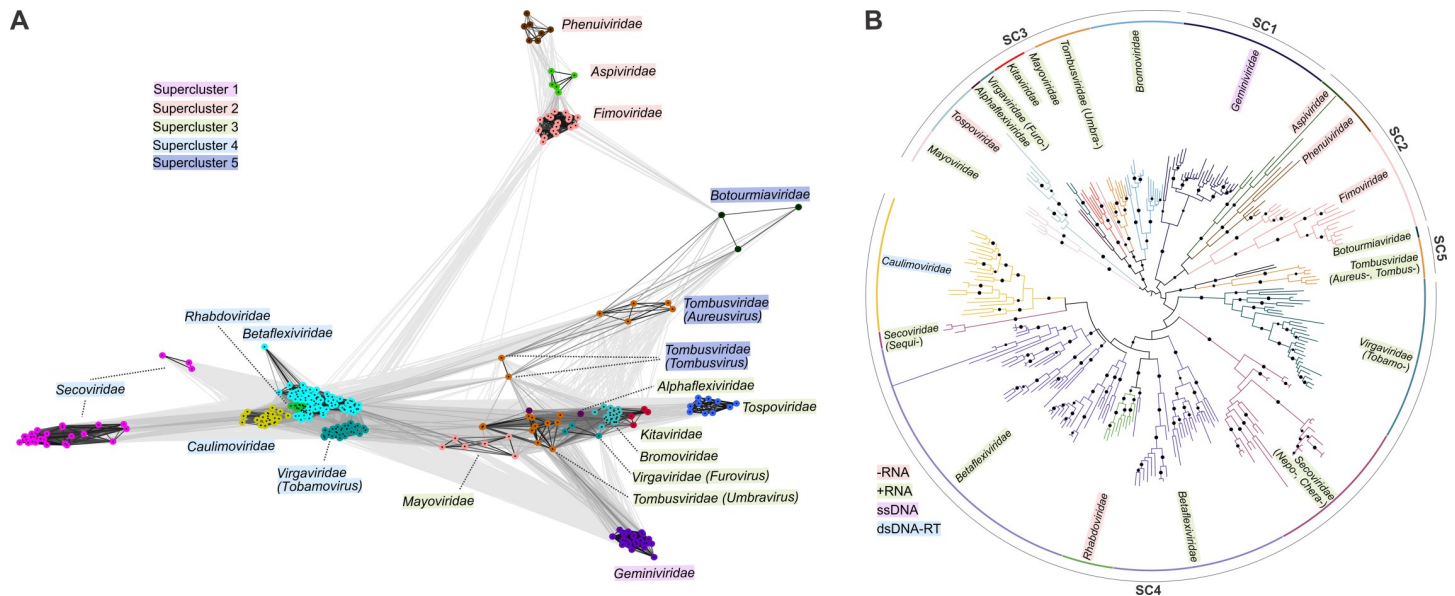 A
Supercluster 1
Supercluster 2
Supercluster 3
Supercluster 4
Supercluster 5
Phenuiviridae
Aspiviridae
Fimoviridae
Botourmiaviridae
Tombusviridae
(Aureusvirus)
Tombusviridae
(Tombusvirus)
Rhabdoviridae
Betaflexiviridae
Secoviridae
Caulimoviridae
Virgaviridae
(Tobamovirus)
Mayoviridae
Alphaflexiviridae
Tospoviridae
Kitaviridae
Bromoviridae
Virgaviridae (Furovirus)
Tombusviridae (Umbravirus)
Geminiviridae
B
SC3
SC1
SC2
SC5
SC4
Mayoviridae
Tospoviridae
Alphaflexiviridae
Virgaviridae (Furo-)
Kitaviridae
Mayoviridae
Tombusviridae (Umbra-)
Bromoviridae
Geminiviridae
Aspiviridae
Phenuiviridae
Fimoviridae
Botourmiaviridae
Tombusviridae
(Aureus-, Tombus-)
Virgaviridae
(Tobamo-)
Secoviridae
(Nepo-, Chera-)
Betaflexiviridae
Rhabdoviridae
Betaflexiviridae
Secoviridae
(Sequi-)
Caulimoviridae
-RNA
+RNA
ssDNA
dsDNA-RT